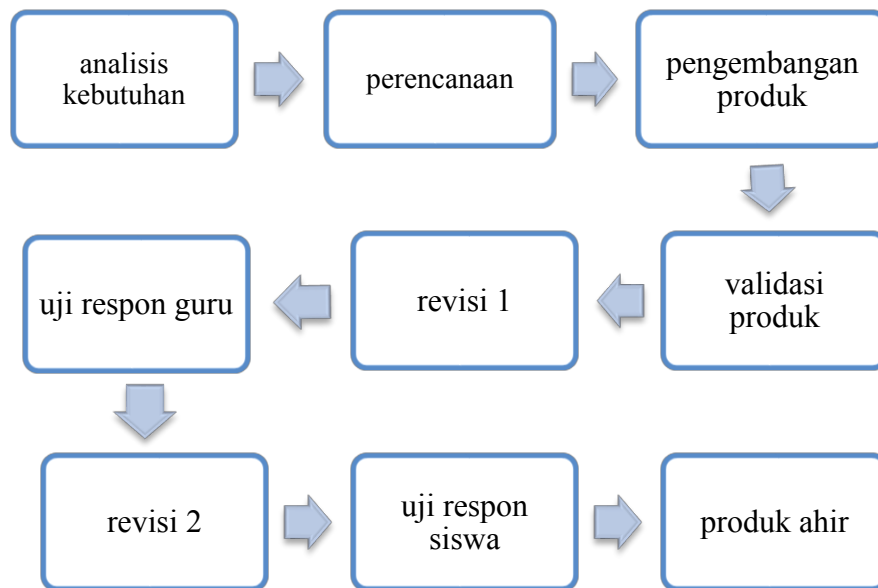 analisis
kebutuhan
perencanaan
pengembangan
produk
validasi
produk
revisi 1
uji respon guru
revisi 2
uji respon
siswa
produk ahir